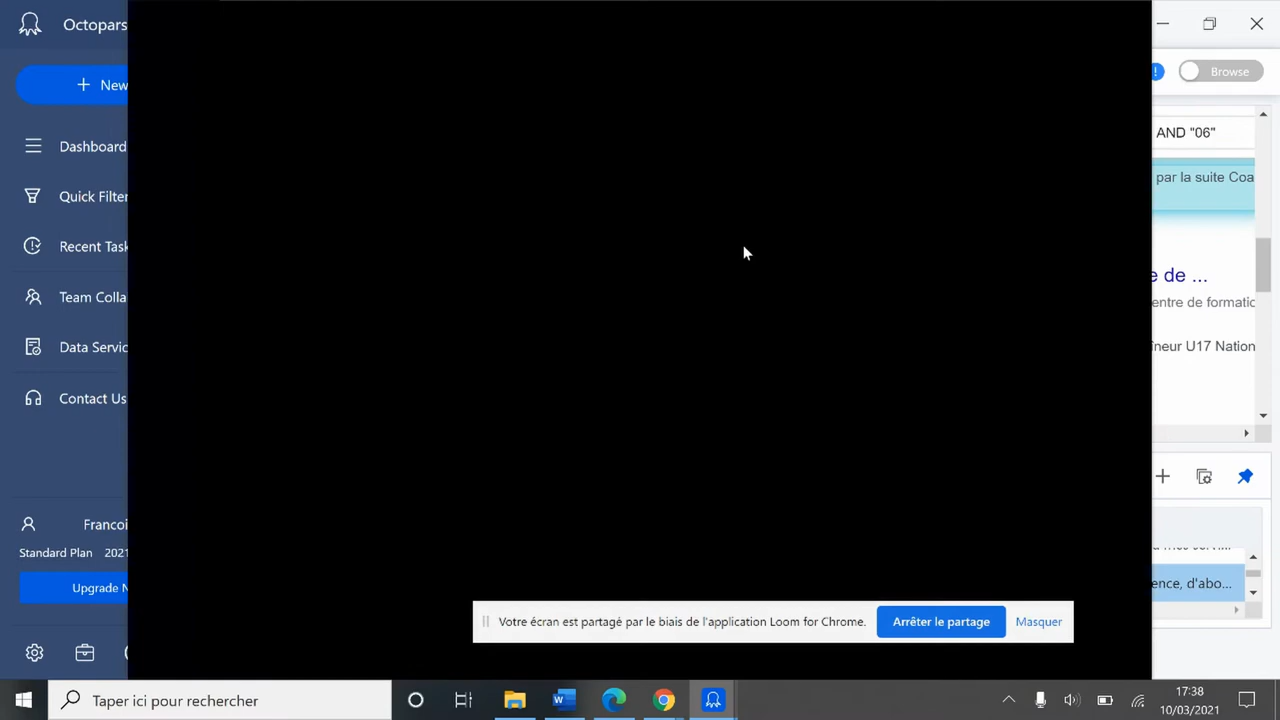 Octopars
New
Browse
Dashboard
AND "06"
par la suite Coa
Quick Filter
Recent Task
e de ...
Team Colla
entre de formatic
Data Servic
ineur U17 Nation
Contact Us
Francoi
Standard Plan 2021
ence, d'abo...
Upgrade N
Votre écran est partagé par le biais de l'application Loom for Chrome.
Arrêter le partage
Masquer
Taper ici pour rechercher
17:38
10/03/2021